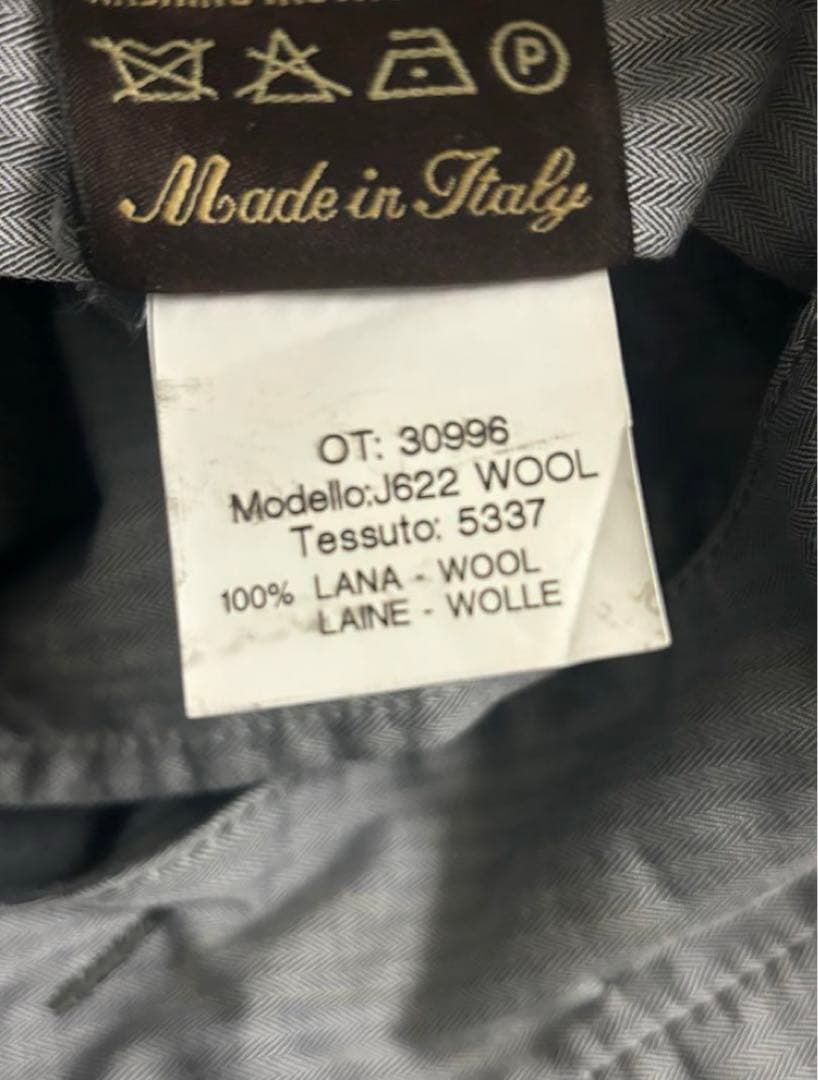 P
Made in Italy
OT: 30996
Modello:J622 WOOL
Tessuto: 5337
100% LANA - WOOL
LAINE - WOLLE